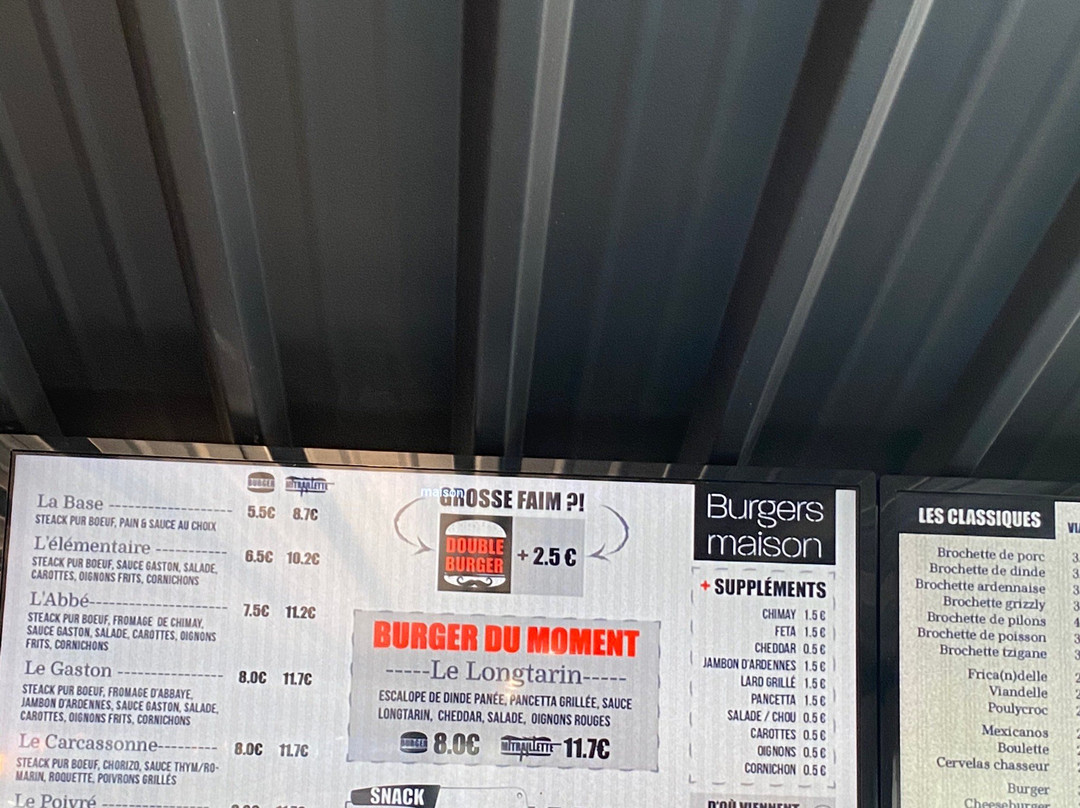 BURGER MITRAILLETTE
La Base ---------------- 5.5€ 8.7€
STEACK PUR BOEUF, PAIN & SAUCE AU CHOIX
L'élémentaire ---------- 6.5€ 10.2€
STEACK PUR BOEUF, SAUCE GASTON, SALADE,
CAROTTES, OIGNONS FRITS, CORNICHONS
L'Abbé------------------- 7.5€ 11.2€
STEACK PUR BOEUF, FROMAGE DE CHIMAY,
SAUCE GASTON, SALADE, CAROTTES, OIGNONS
FRITS, CORNICHONS
Le Gaston -------------- 8.0€ 11.7€
STEACK PUR BOEUF, FROMAGE D'ABBAYE,
JAMBON D'ARDENNES, SAUCE GASTON, SALADE,
CAROTTES, OIGNONS FRITS, CORNICHONS
Le Carcassonne--------- 8.0€ 11.7€
STEACK PUR BOEUF, CHORIZO, SAUCE THYM/RO-
MARIN, ROQUETTE, POIVRONS GRILLÉS
Le Poivré
maison
GROSSE FAIM ?!
DOUBLE
BURGER
+ 2.5 €
BURGER DU MOMENT
-----Le Longtarin-----
ESCALOPE DE DINDE PANÉE, PANCETTA GRILLÉE, SAUCE
LONGTARIN, CHEDDAR, SALADE, OIGNONS ROUGES
BURGER 8.0€ MITRAILLETTE 11.7€
SNACK
Burgers
maison
+ SUPPLÉMENTS
CHIMAY 1.5 €
FETA 1.5 €
CHEDDAR 0.5 €
JAMBON D'ARDENNES 1.5 €
LARD GRILLÉ 1.5 €
PANCETTA 1.5 €
SALADE / CHOU 0.5 €
CAROTTES 0.5 €
OIGNONS 0.5 €
CORNICHON 0.5 €
D'OÙ VIENNENT
LES CLASSIQUES
Brochette de porc
Brochette de dinde
Brochette ardennaise
Brochette grizzly
Brochette de pilons
Brochette de poisson
Brochette tzigane
Frica(n)delle
Viandelle
Poulycroc
Mexicanos
Boulette
Cervelas chasseur
Burger
Cheeseburger